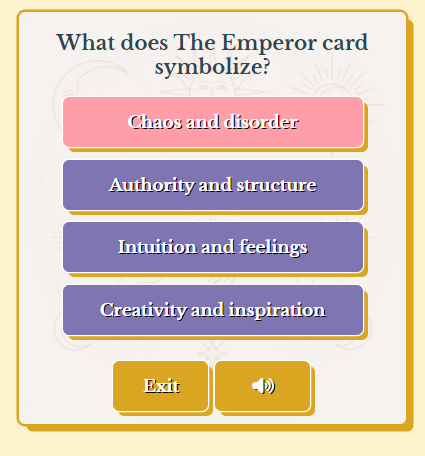 What does The Emperor card
symbolize?
Chaos and disorder
Authority and structure
Intuition and feelings
Creativity and inspiration
Exit